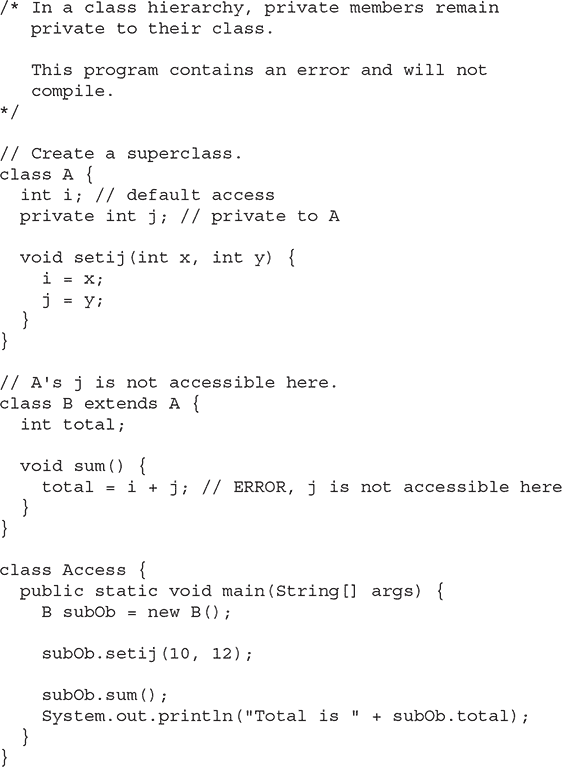 /* In a class hierarchy, private members remain
   private to their class.

   This program contains an error and will not
   compile.
*/

// Create a superclass.
class A {
  int i; // default access
  private int j; // private to A

  void setij(int x, int y) {
    i = x;
    j = y;
  }
}

// A's j is not accessible here.
class B extends A {
  int total;

  void sum() {
    total = i + j; // ERROR, j is not accessible here
  }
}

class Access {
  public static void main(String[] args) {
    B subOb = new B();

    subOb.setij(10, 12);

    subOb.sum();
    System.out.println("Total is " + subOb.total);
  }
}